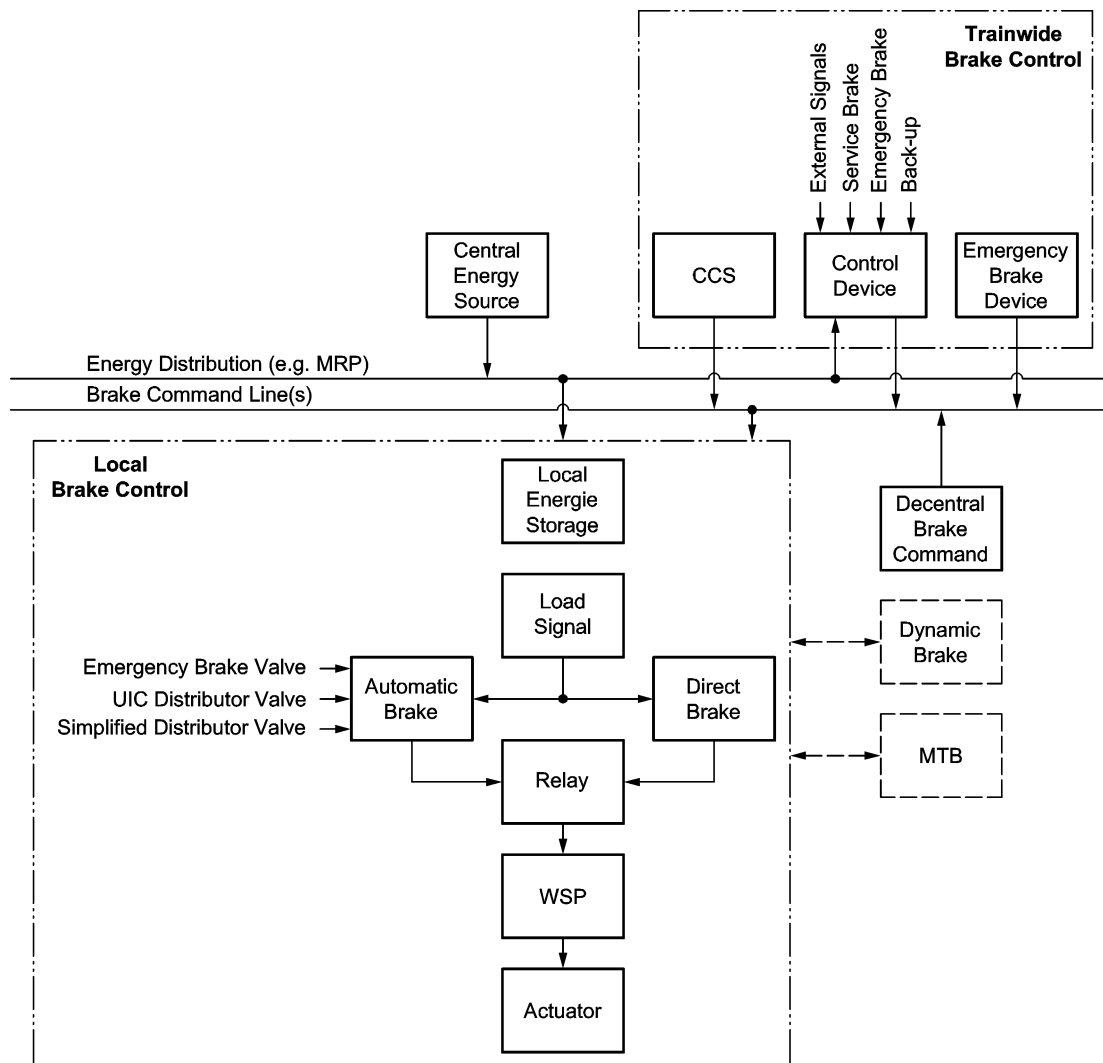 Trainwide
Brake Control
External Signals
Service Brake
Emergency Brake
Back-up
Central
Energy
Source
CCS
Control
Device
Emergency
Brake
Device
Energy Distribution (e.g. MRP)
Brake Command Line(s)
Local
Brake Control
Local
Energie
Storage
Decentral
Brake
Command
Load
Signal
Dynamic
Brake
Emergency Brake Valve
UIC Distributor Valve
Simplified Distributor Valve
Automatic
Brake
Direct
Brake
Relay
MTB
WSP
Actuator